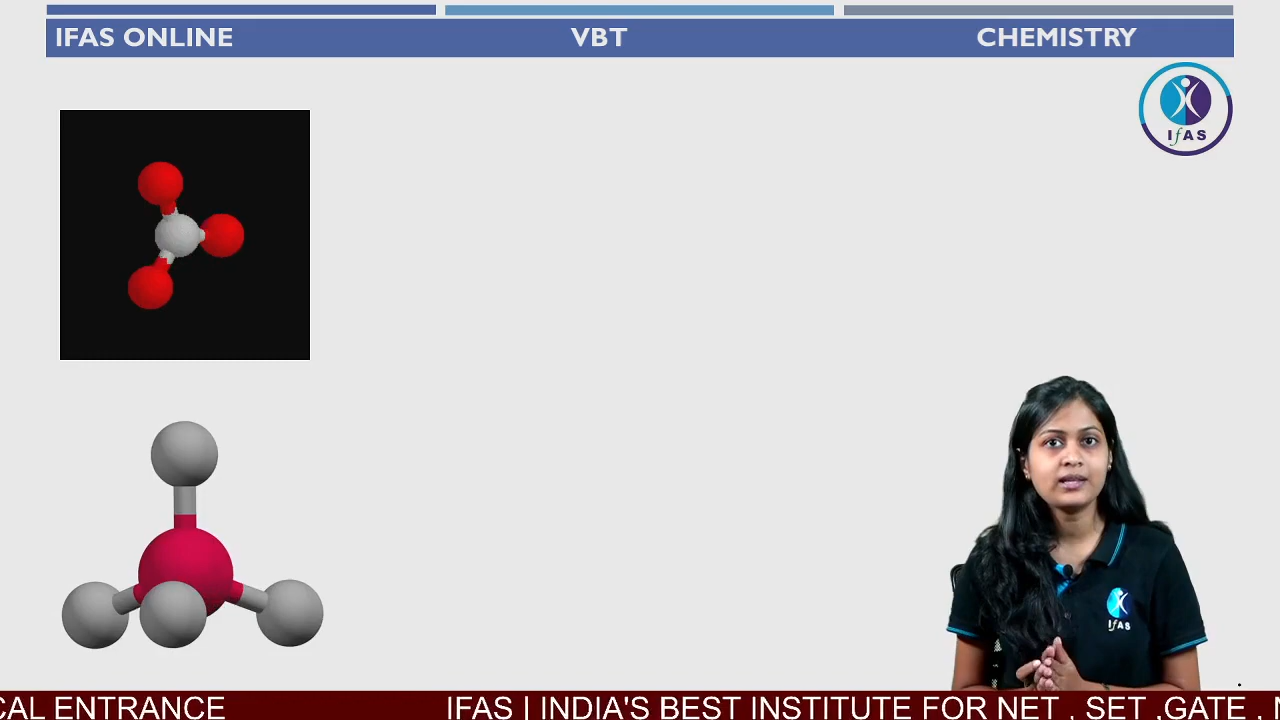 IFAS ONLINE
VBT
CHEMISTRY
IfAS
IfAS
CAL ENTRANCE IFAS | INDIA'S BEST INSTITUTE FOR NET , SET ,GATE ,